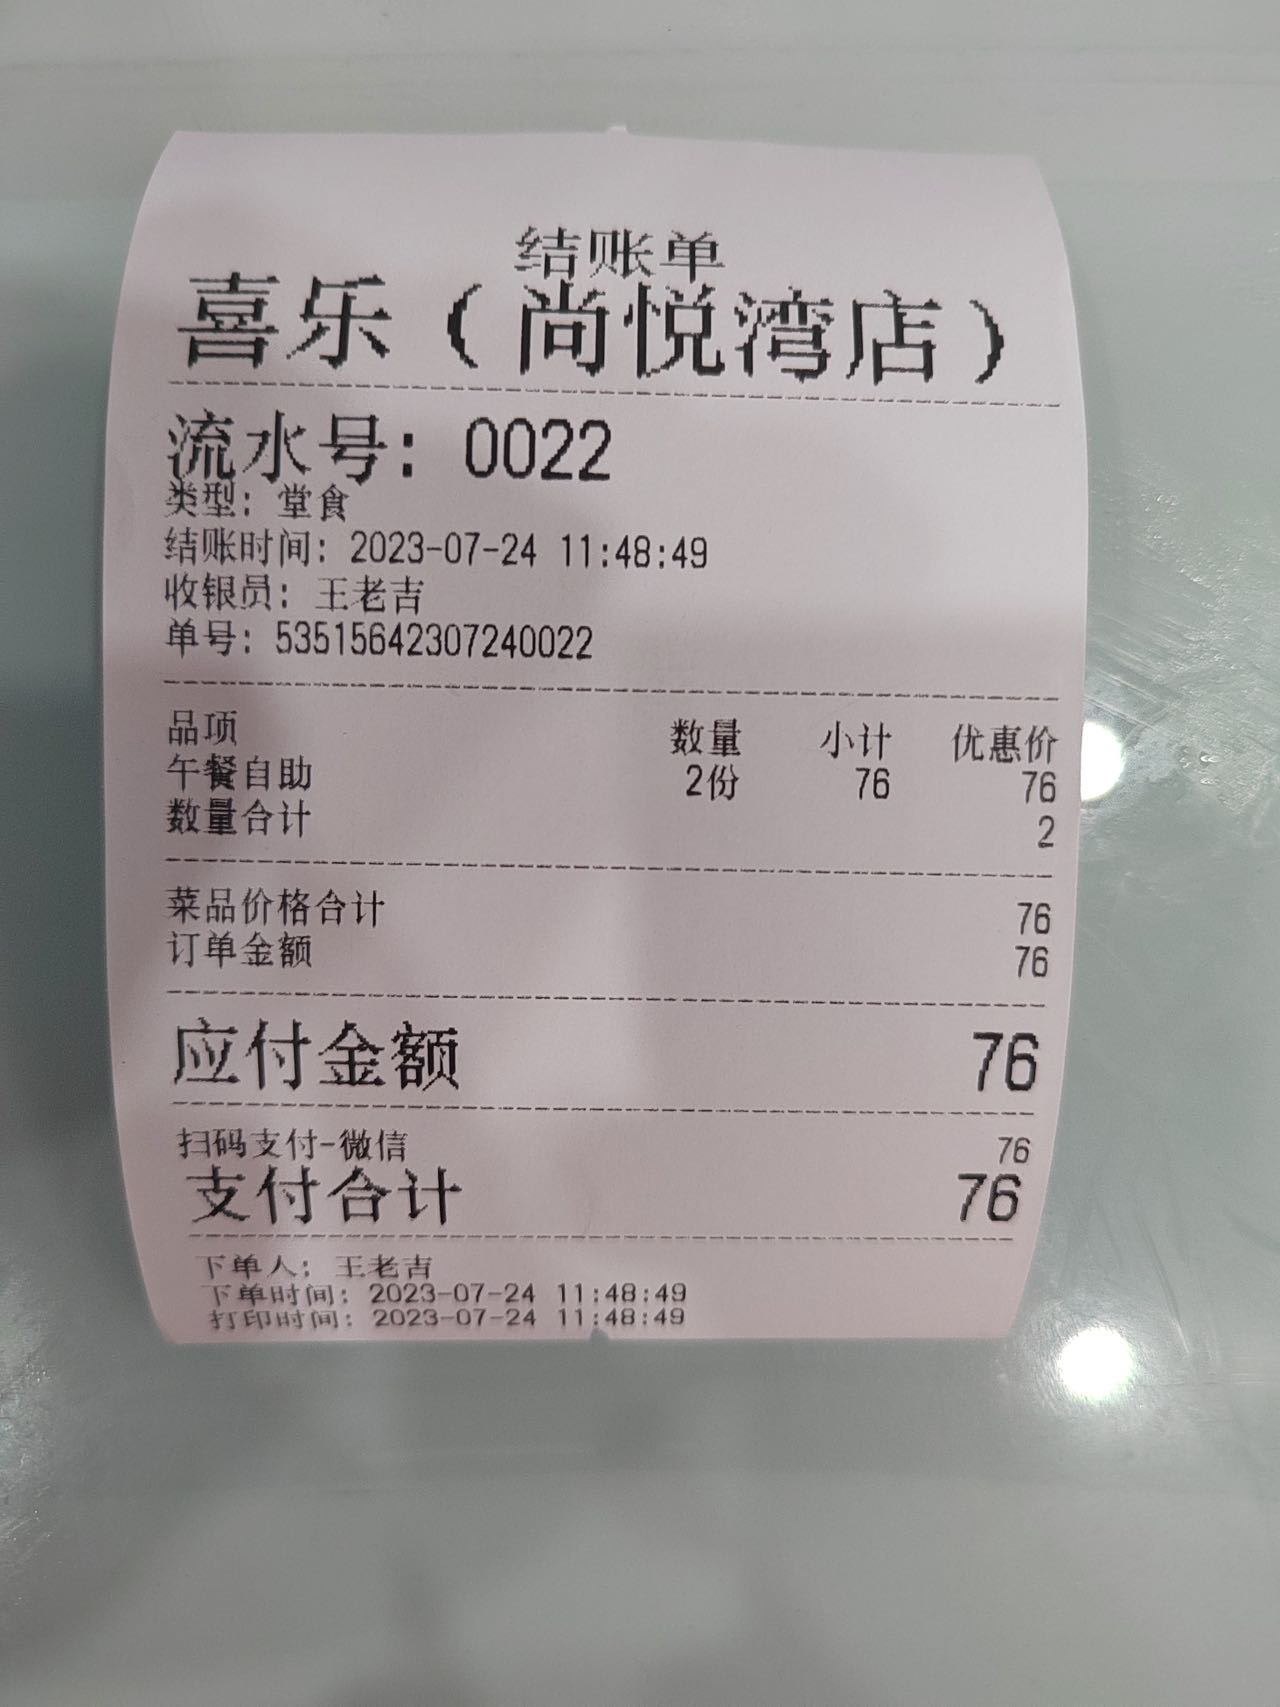 结账单
喜乐（尚悦湾店）
流水号：0022
类型：堂食
结账时间：2023-07-24 11:48:49
收银员：王老吉
单号：53515642307240022
品项 数量 小计 优惠价
午餐自助 2份 76 76
数量合计 2
菜品价格合计 76
订单金额 76
应付金额 76
扫码支付-微信 76
支付合计 76
下单人：王老吉
下单时间：2023-07-24 11:48:49
打印时间：2023-07-24 11:48:49